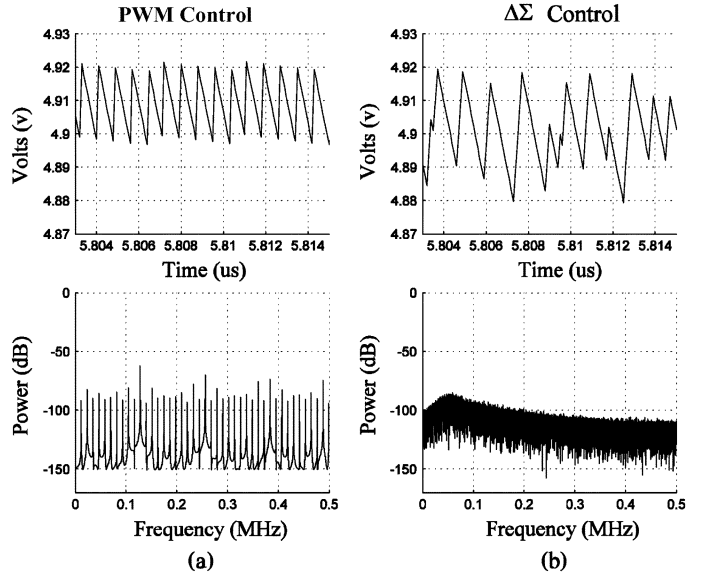 PWM Control
ΔΣ Control
4.93
4.92
4.91
4.9
4.89
4.88
4.87
Volts (v)
5.804 5.806 5.808 5.81 5.812 5.814
Time (us)
4.93
4.92
4.91
4.9
4.89
4.88
4.87
Volts (v)
5.804 5.806 5.808 5.81 5.812 5.814
Time (us)
0
-50
-100
-150
Power (dB)
0 0.1 0.2 0.3 0.4 0.5
Frequency (MHz)
(a)
0
-50
-100
-150
Power (dB)
0 0.1 0.2 0.3 0.4 0.5
Frequency (MHz)
(b)